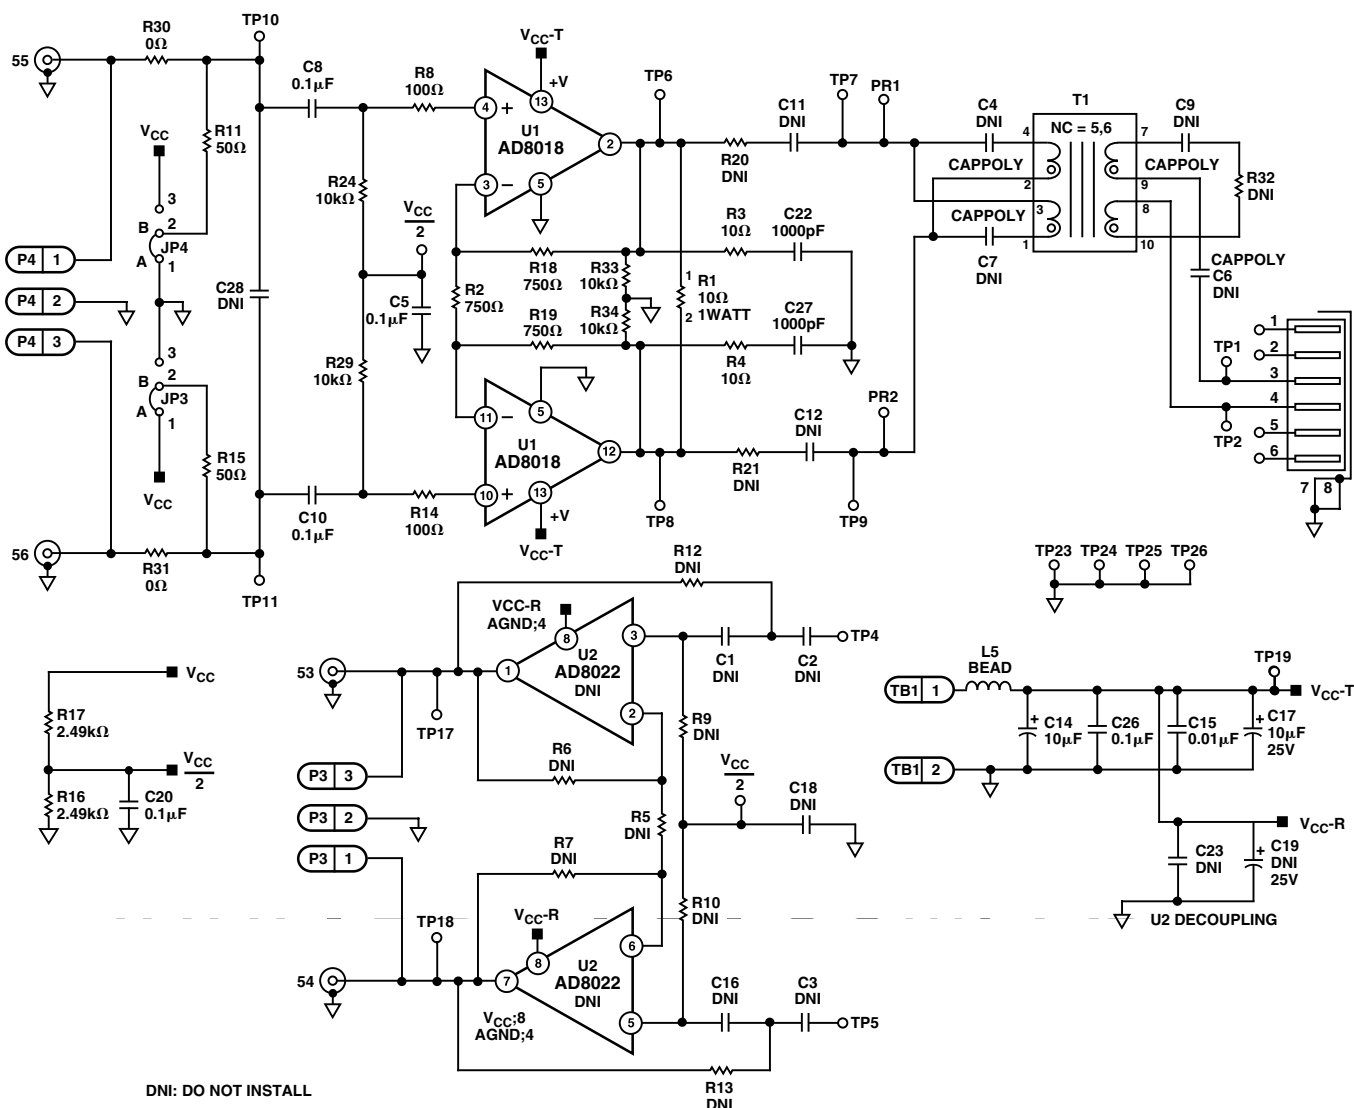 R30
0Ω
TP10
55
C8
0.1µF
R8
100Ω
VCC-T
+V
4
+
13
U1
AD8018
2
3
−
5
TP6
C11
DNI
TP7
PR1
R20
DNI
C4
DNI
T1
NC = 5,6
4
7
C9
DNI
CAPPOLY
CAPPOLY
2
9
R32
DNI
CAPPOLY
3
8
1
10
C7
DNI
CAPPOLY
C6
DNI
VCC
R11
50Ω
3
B
2
JP4
A
1
P4 1
P4 2
P4 3
C28
DNI
R24
10kΩ
VCC
2
C5
0.1µF
R29
10kΩ
R2
750Ω
R18
750Ω
R19
750Ω
R33
10kΩ
R34
10kΩ
R3
10Ω
C22
1000pF
1
R1
10Ω
2
1WATT
C27
1000pF
R4
10Ω
3
B
2
JP3
A
1
VCC
R15
50Ω
11
−
5
U1
AD8018
12
10
+
13
+V
VCC-T
C12
DNI
PR2
R21
DNI
TP8
TP9
1
2
TP1
3
4
TP2
5
6
7
8
56
R31
0Ω
TP11
C10
0.1µF
R14
100Ω
R12
DNI
TP23
TP24
TP25
TP26
VCC-R
AGND;4
8
3
U2
AD8022
DNI
1
2
C1
DNI
C2
DNI
TP4
53
TP17
R9
DNI
R6
DNI
P3 3
P3 2
P3 1
VCC
2
C18
DNI
R5
DNI
R7
DNI
R10
DNI
VCC
R17
2.49kΩ
VCC
2
R16
2.49kΩ
C20
0.1µF
L5
BEAD
TB1 1
TP19
VCC-T
C14
10µF
+
C26
0.1µF
C15
0.01µF
C17
10µF
25V
+
TB1 2
VCC-R
C23
DNI
C19
DNI
25V
+
U2 DECOUPLING
TP18
VCC-R
8
6
U2
AD8022
DNI
7
5
54
VCC;8
AGND;4
C16
DNI
C3
DNI
TP5
R13
DNI
DNI: DO NOT INSTALL